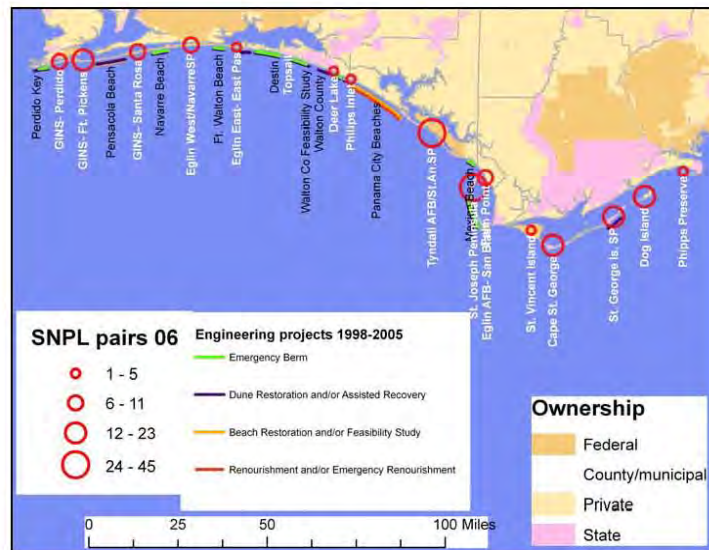 Perdido Key
GINS- Perdido
GINS- Ft. Pickens
Pensacola Beach
GINS- Santa Rosa
Navarre Beach
Eglin West/NavarreSP
Ft. Walton Beach
Eglin East- East Pas
Destin
Topsail
Walton Co Feasibility Study
Walton County
Deer Lake
Philips Inlet
Panama City Beaches
Tyndall AFB/St.An SP
Mexico Beach
St. Joseph Peninsula
Eglin AFB- San Blas
Palm Point
St. Vincent Island
Cape St. George
St. George Is. SP
Dog Island
Phipps Preserve
SNPL pairs 06
1 - 5
6 - 11
12 - 23
24 - 45
Engineering projects 1998-2005
Emergency Berm
Dune Restoration and/or Assisted Recovery
Beach Restoration and/or Feasibility Study
Renourishment and/or Emergency Renourishment
Ownership
Federal
County/municipal
Private
State
0
25
50
100 Miles